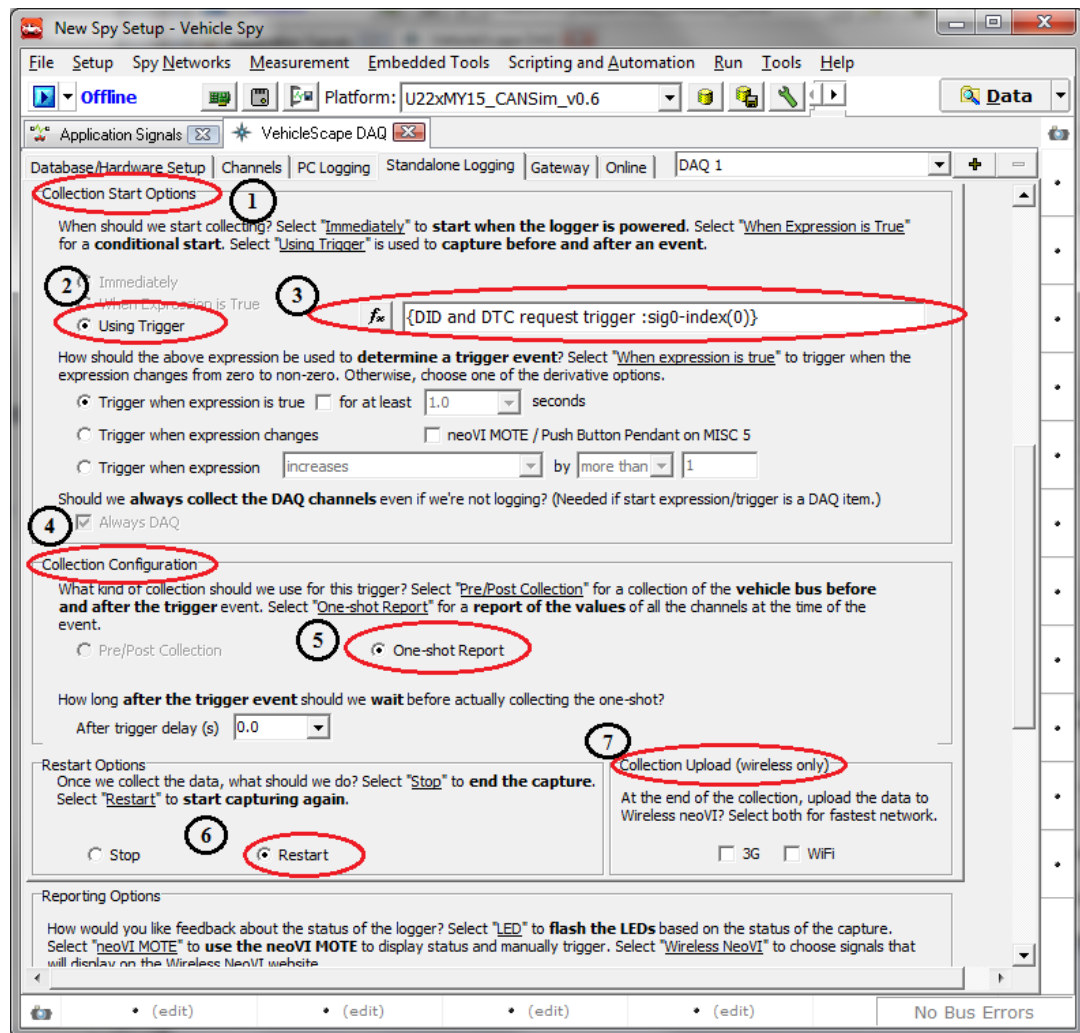 New Spy Setup - Vehicle Spy
File Setup Spy Networks Measurement Embedded Tools Scripting and Automation Run Tools Help
Offline Platform: U22xMY15_CANSim_v0.6 Data
Application Signals VehicleScape DAQ
Database/Hardware Setup Channels PC Logging Standalone Logging Gateway Online DAQ 1
Collection Start Options
1
When should we start collecting? Select "Immediately" to start when the logger is powered. Select "When Expression is True"
for a conditional start. Select "Using Trigger" is used to capture before and after an event.
2
Immediately
When Expression is True
3
Using Trigger
fx {DID and DTC request trigger :sig0-index(0)}
How should the above expression be used to determine a trigger event? Select "When expression is true" to trigger when the
expression changes from zero to non-zero. Otherwise, choose one of the derivative options.
Trigger when expression is true for at least 1.0 seconds
Trigger when expression changes neoVI MOTE / Push Button Pendant on MISC 5
Trigger when expression increases by more than 1
Should we always collect the DAQ channels even if we're not logging? (Needed if start expression/trigger is a DAQ item.)
4
Always DAQ
Collection Configuration
What kind of collection should we use for this trigger? Select "Pre/Post Collection" for a collection of the vehicle bus before
and after the trigger event. Select "One-shot Report" for a report of the values of all the channels at the time of the
event.
5
Pre/Post Collection One-shot Report
How long after the trigger event should we wait before actually collecting the one-shot?
After trigger delay (s) 0.0
7
Restart Options
Once we collect the data, what should we do? Select "Stop" to end the capture.
Select "Restart" to start capturing again.
6
Stop Restart
Collection Upload (wireless only)
At the end of the collection, upload the data to
Wireless neoVI? Select both for fastest network.
3G WiFi
Reporting Options
How would you like feedback about the status of the logger? Select "LED" to flash the LEDs based on the status of the capture.
Select "neoVI MOTE" to use the neoVI MOTE to display status and manually trigger. Select "Wireless NeoVI" to choose signals that
will display on the Wireless NeoVI website.
(edit) (edit) (edit) (edit) No Bus Errors